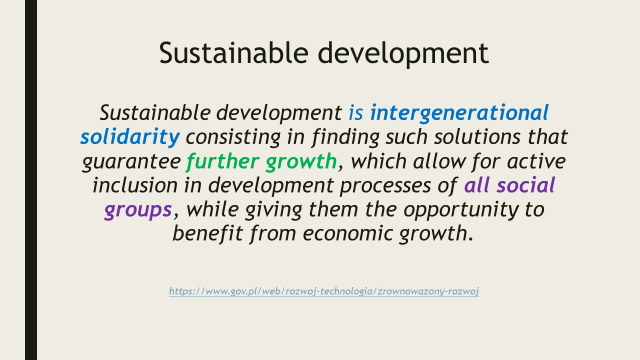 Sustainable development
Sustainable development is intergenerational
solidarity consisting in finding such solutions that
guarantee further growth, which allow for active
inclusion in development processes of all social
groups, while giving them the opportunity to
benefit from economic growth.
https://www.gov.pl/web/rozwoj-technologia/zrownowazony-rozwoj